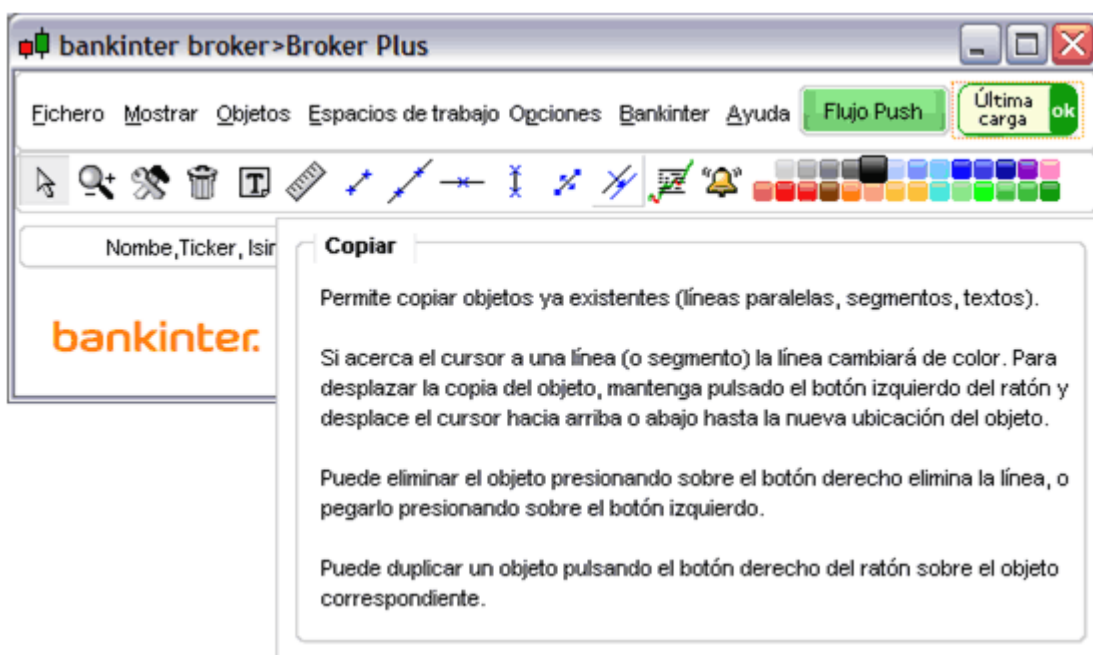 bankinter broker>Broker Plus
Fichero Mostrar Objetos Espacios de trabajo Opciones Bankinter Ayuda Flujo Push Última carga ok
T
Nombe,Ticker, Isin
Copiar
Permite copiar objetos ya existentes (líneas paralelas, segmentos, textos).
bankinter.
Si acerca el cursor a una línea (o segmento) la línea cambiará de color. Para
desplazar la copia del objeto, mantenga pulsado el botón izquierdo del ratón y
desplace el cursor hacia arriba o abajo hasta la nueva ubicación del objeto.
Puede eliminar el objeto presionando sobre el botón derecho elimina la línea, o
pegarlo presionando sobre el botón izquierdo.
Puede duplicar un objeto pulsando el botón derecho del ratón sobre el objeto
correspondiente.